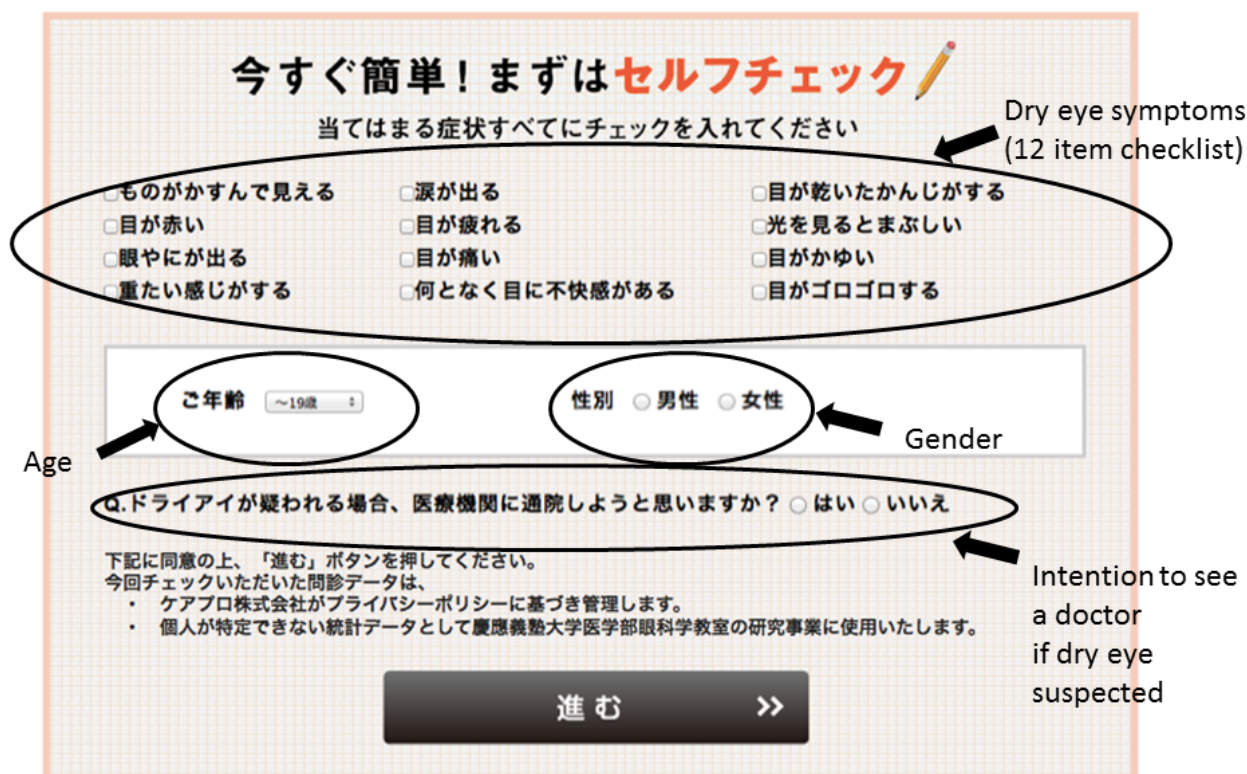 今すぐ簡単！まずはセルフチェック
当てはまる症状すべてにチェックを入れてください
Dry eye symptoms
(12 item checklist)
ものがかすんで見える 涙が出る 目が乾いたかんじがする
目が赤い 目が疲れる 光を見るとまぶしい
眼やにが出る 目が痛い 目がかゆい
重たい感じがする 何となく目に不快感がある 目がゴロゴロする
ご年齢 ～19歳 性別 男性 女性
Age
Gender
Q.ドライアイが疑われる場合、医療機関に通院しようと思いますか？ はい いいえ
下記に同意の上、「進む」ボタンを押してください。
今回チェックいただいた問診データは、
・ ケアプロ株式会社がプライバシーポリシーに基づき管理します。
・ 個人が特定できない統計データとして慶應義塾大学医学部眼科学教室の研究事業に使用いたします。
Intention to see
a doctor
if dry eye
suspected
進む »